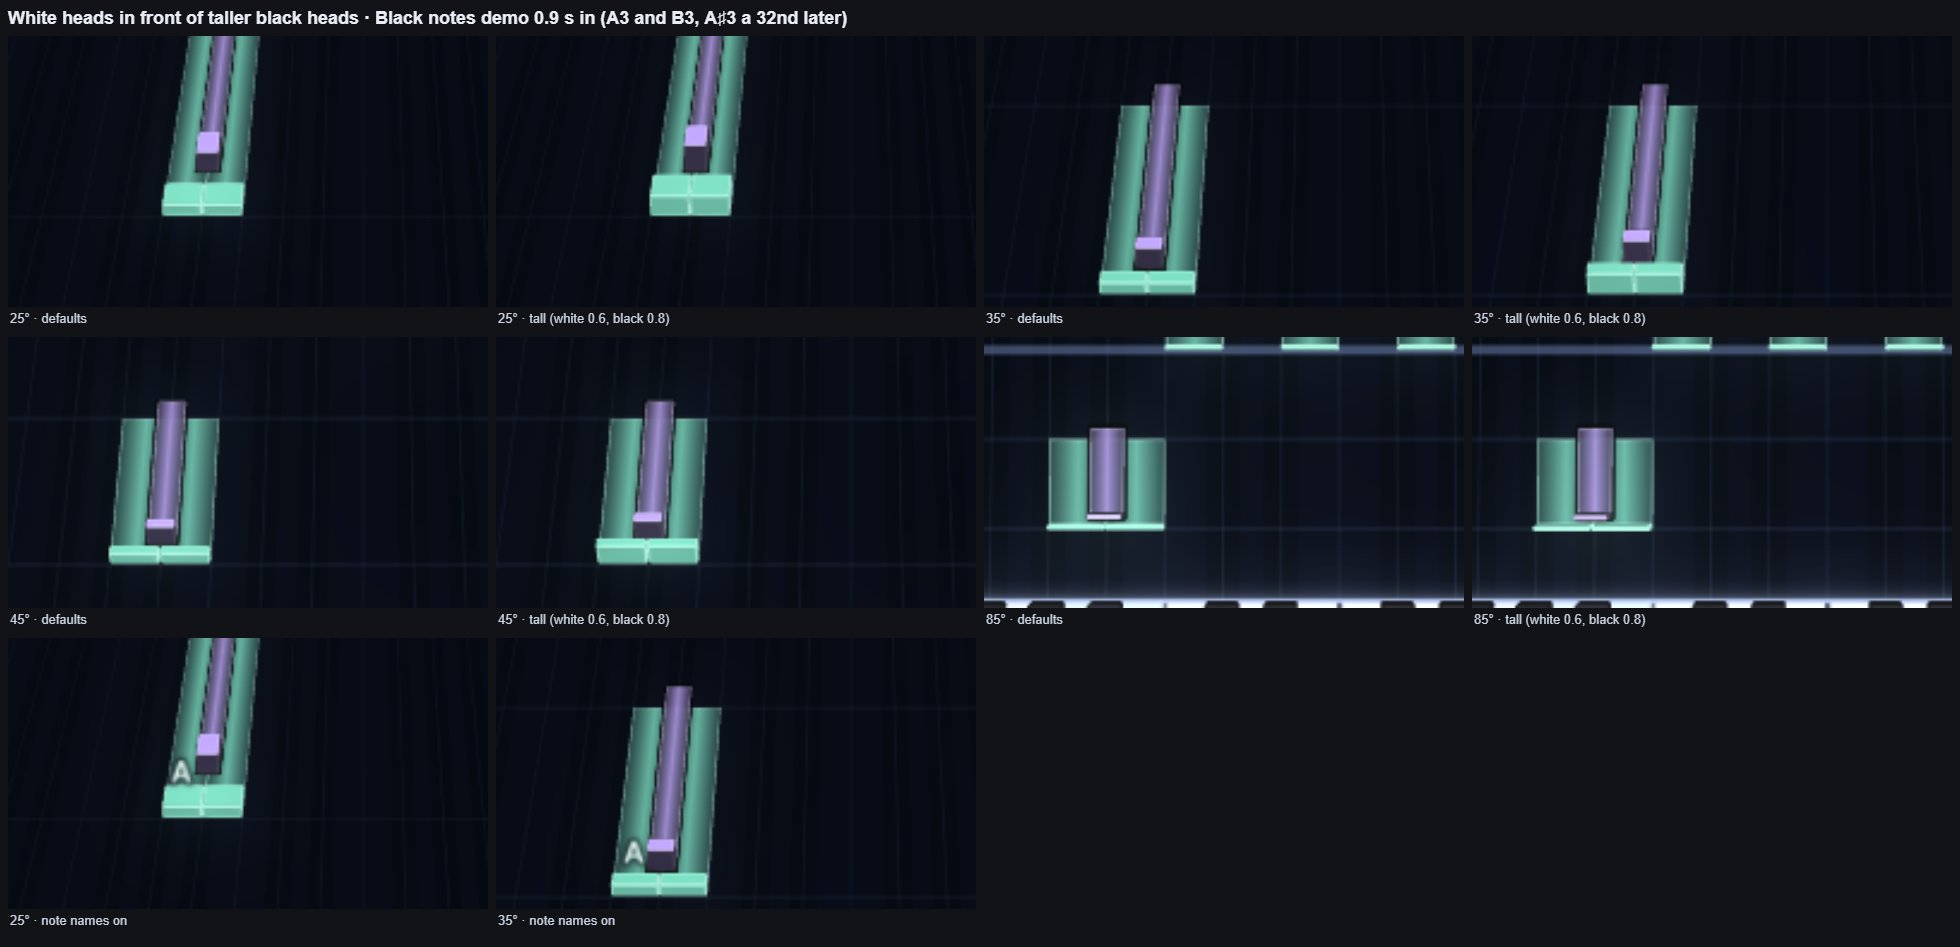 White heads in front of taller black heads · Black notes demo 0.9 s in (A3 and B3, A♯3 a 32nd later)
25° · defaults
25° · tall (white 0.6, black 0.8)
35° · defaults
35° · tall (white 0.6, black 0.8)
45° · defaults
45° · tall (white 0.6, black 0.8)
85° · defaults
85° · tall (white 0.6, black 0.8)
A
A
25° · note names on
35° · note names on